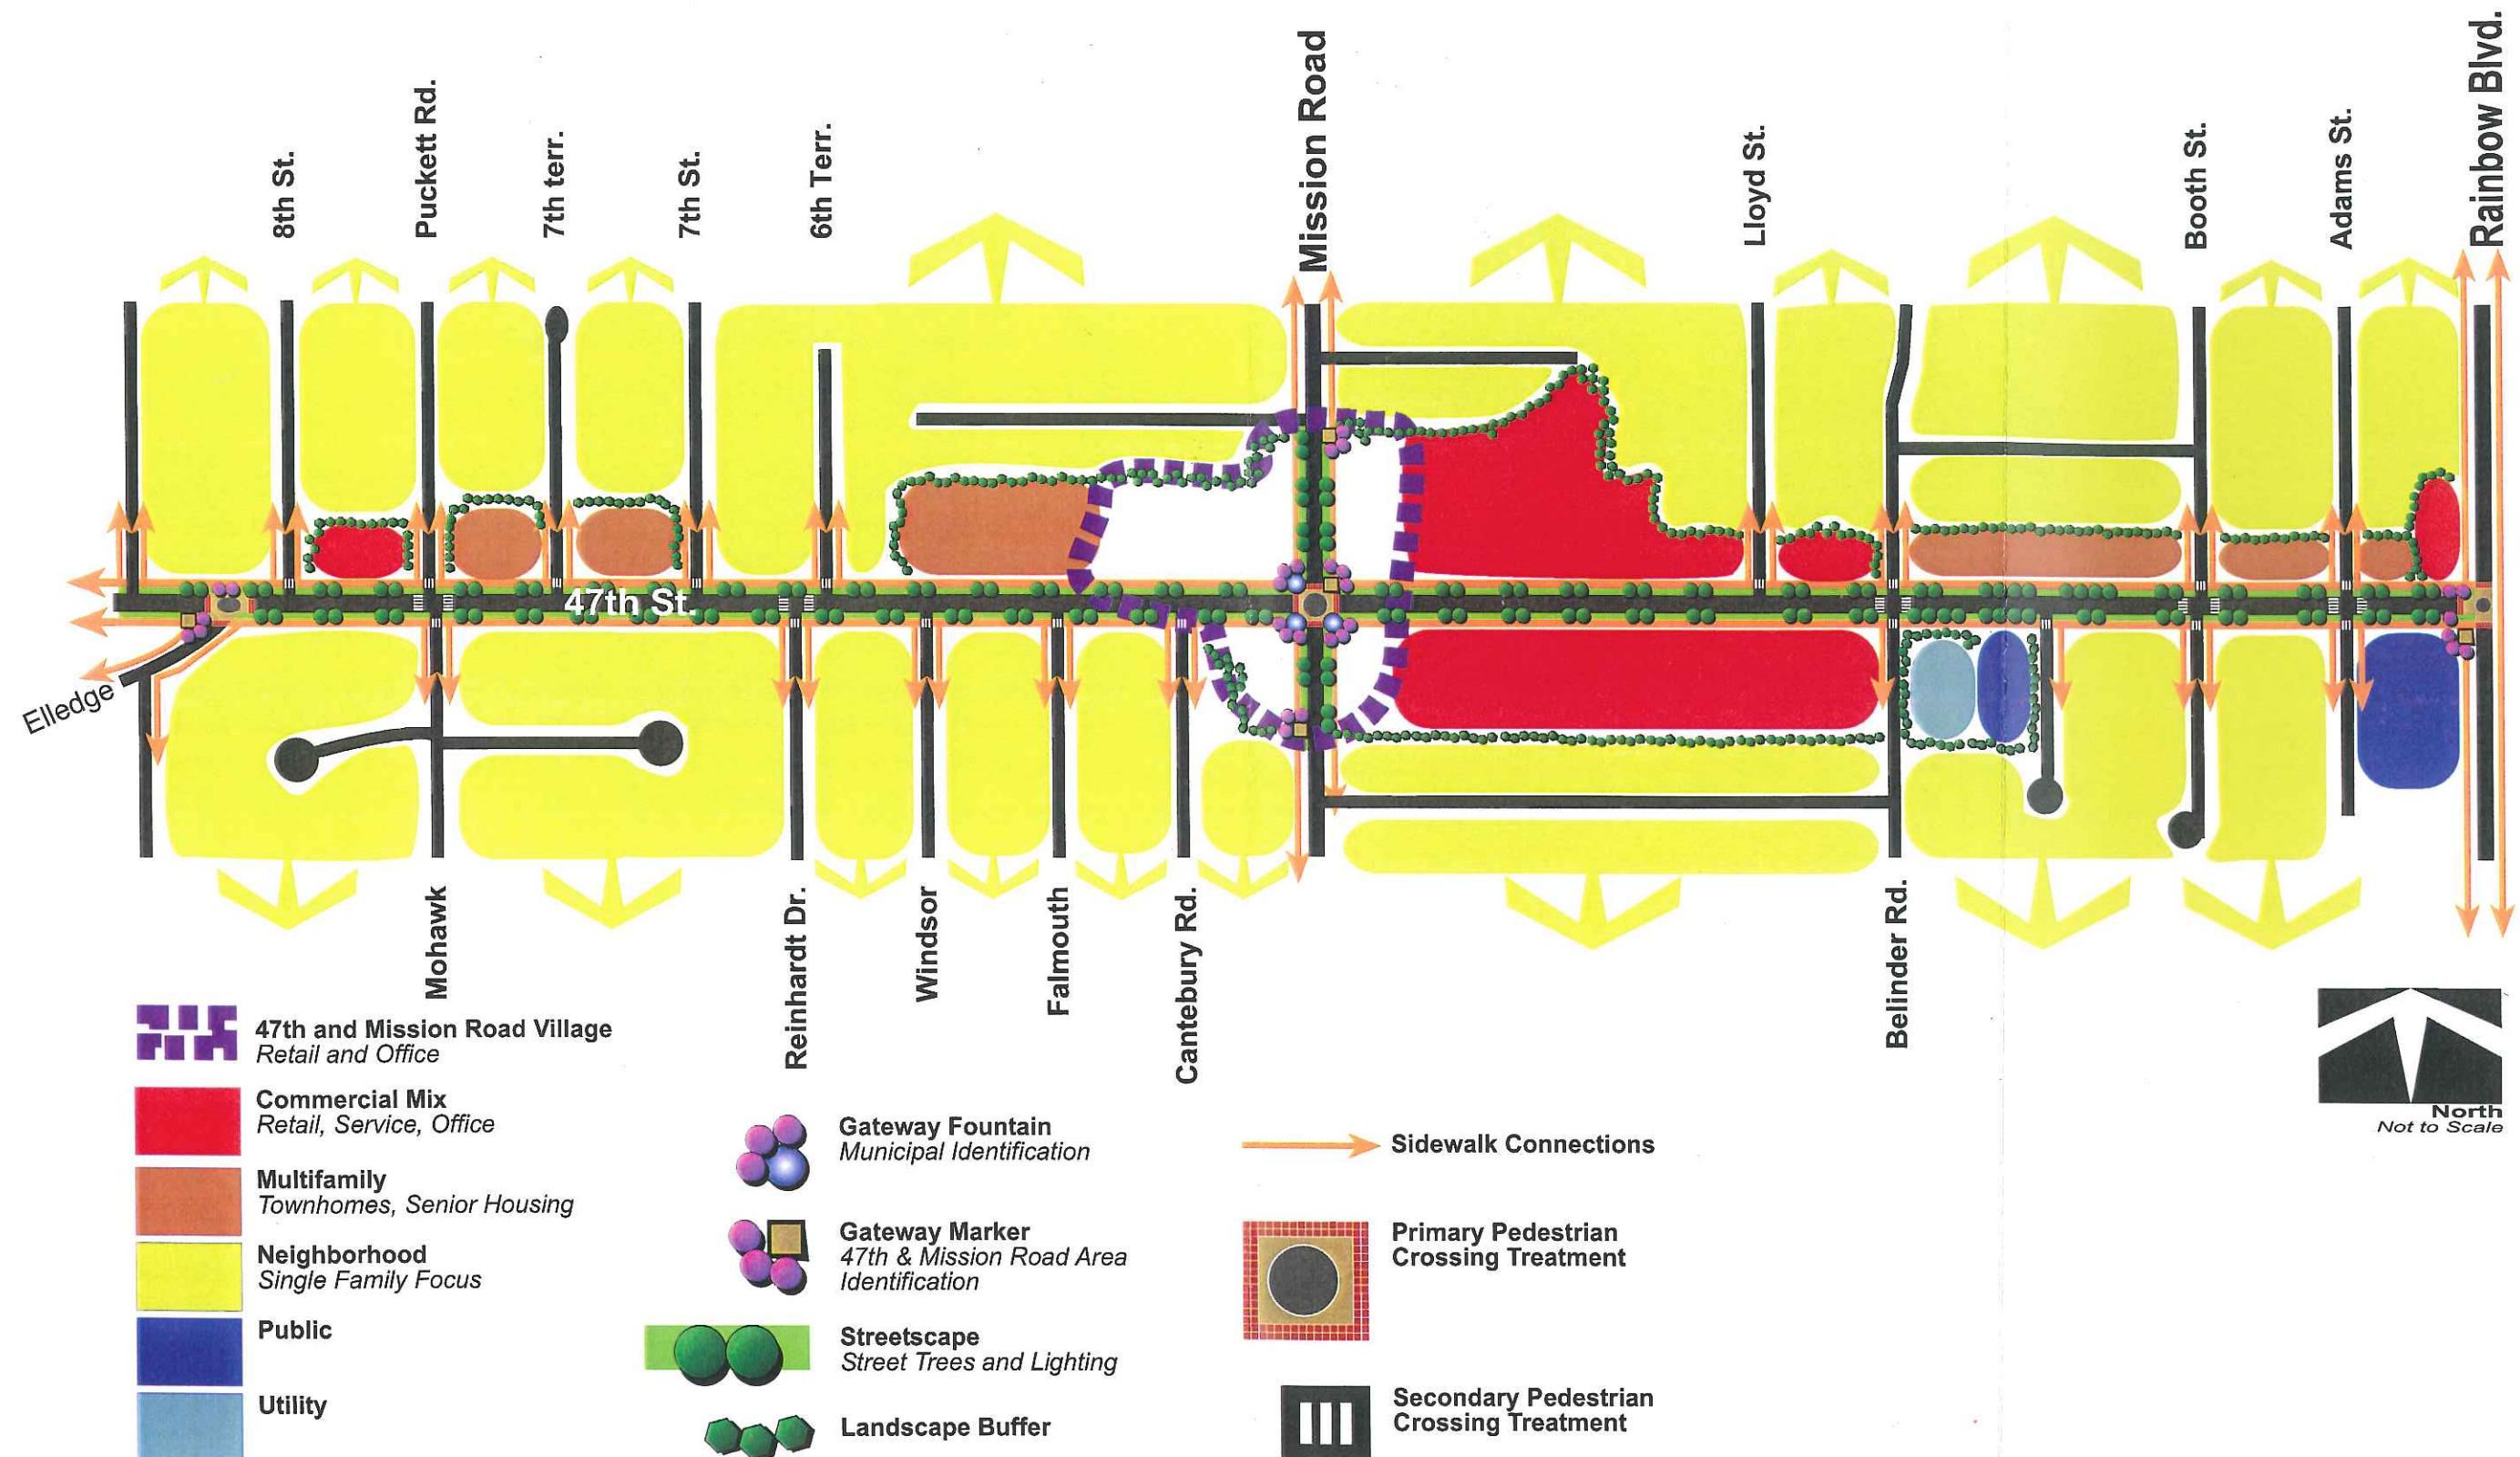 8th St.
Puckett Rd.
7th terr.
7th St.
6th Terr.
Mission Road
Lloyd St.
Booth St.
Adams St.
Rainbow Blvd.
47th St.
Elledge
Mohawk
Reinhardt Dr.
Windsor
Falmouth
Cantebury Rd.
Belinder Rd.
47th and Mission Road Village
Retail and Office
Commercial Mix
Retail, Service, Office
Multifamily
Townhomes, Senior Housing
Neighborhood
Single Family Focus
Public
Utility
Gateway Fountain
Municipal Identification
Gateway Marker
47th & Mission Road Area
Identification
Streetscape
Street Trees and Lighting
Landscape Buffer
Sidewalk Connections
Primary Pedestrian
Crossing Treatment
Secondary Pedestrian
Crossing Treatment
North
Not to Scale